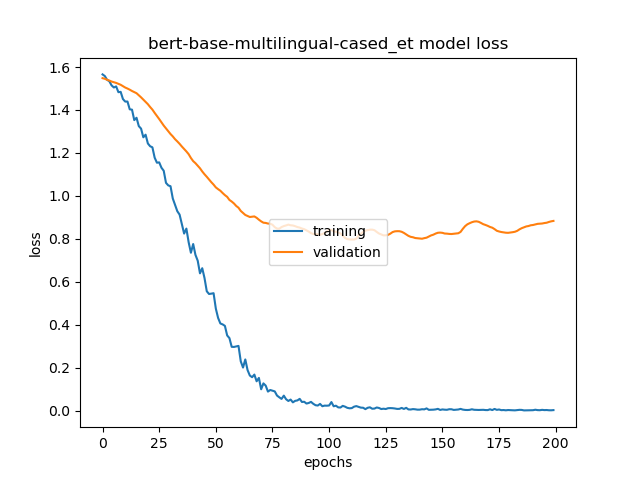 bert-base-multilingual-cased_et model loss
1.6
1.4
1.2
1.0
0.8
0.6
0.4
0.2
0.0
loss
training
validation
0 25 50 75 100 125 150 175 200
epochs